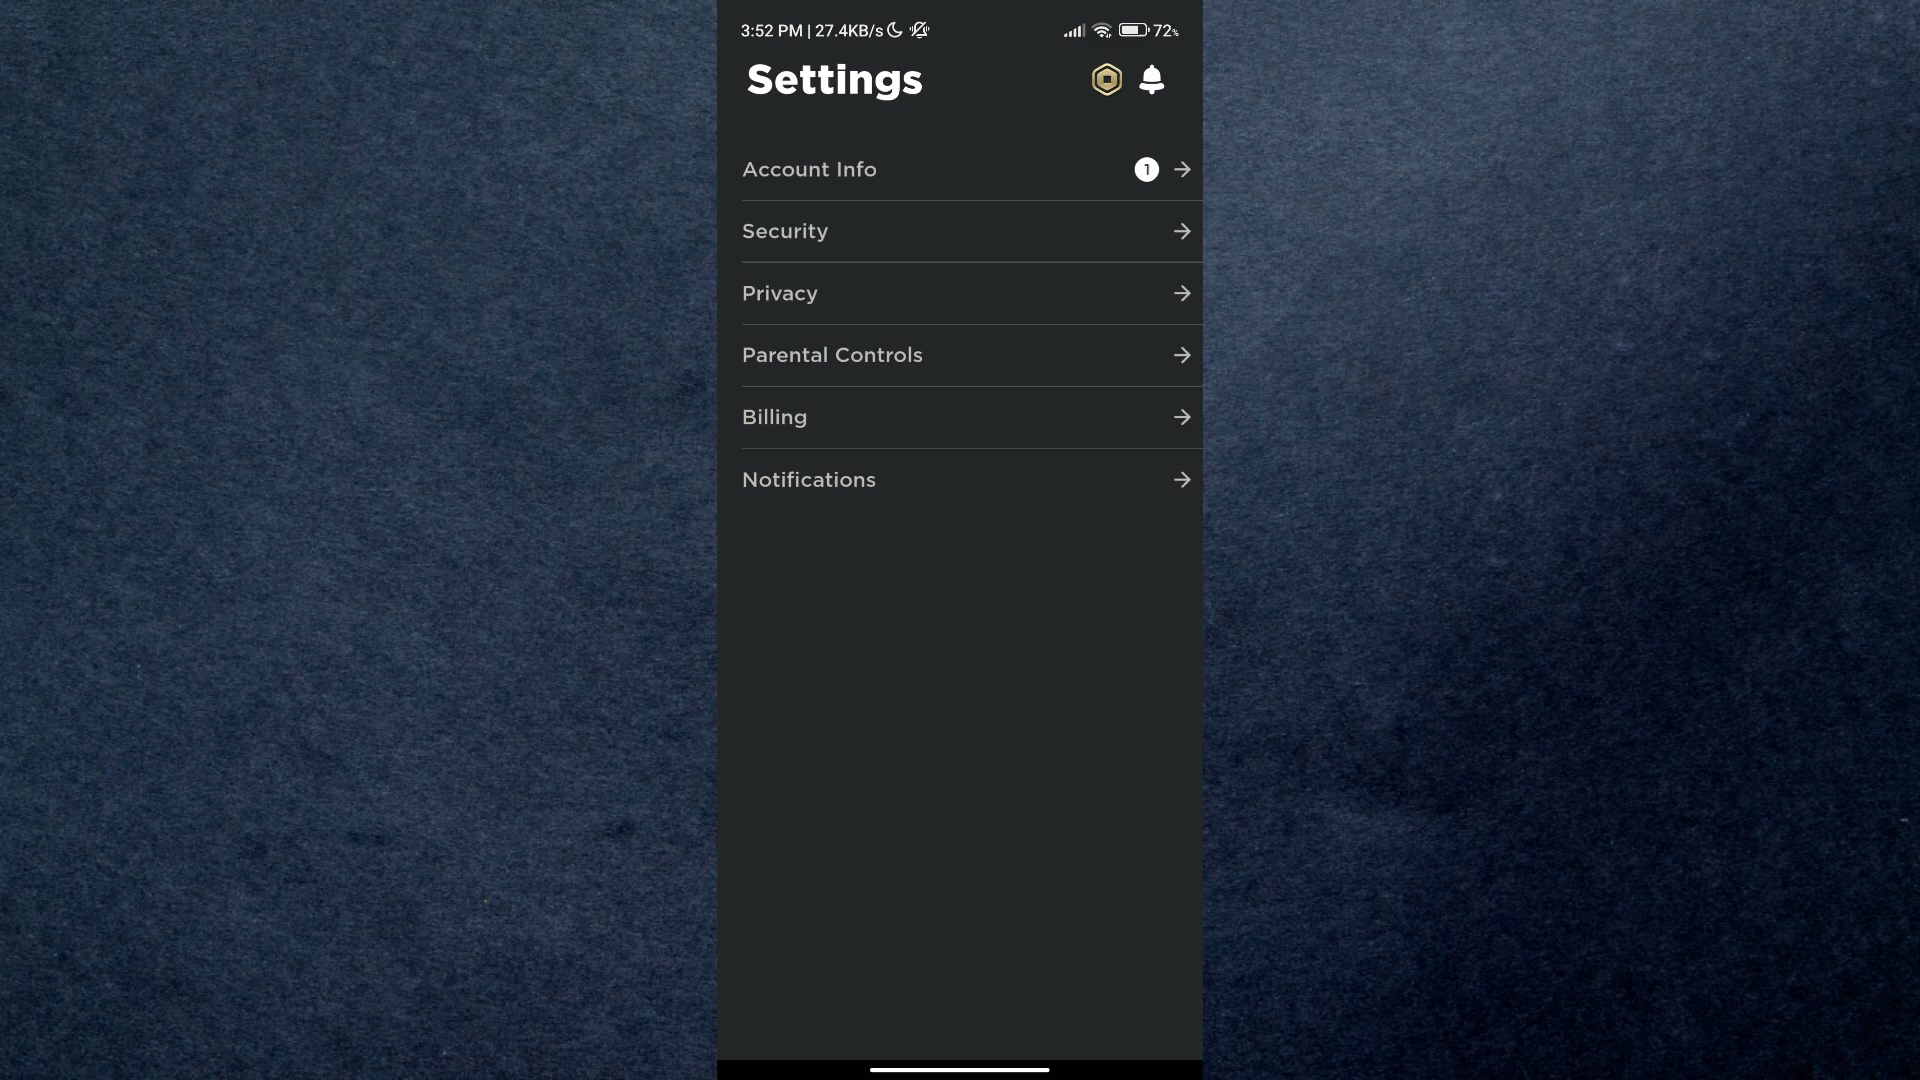 3:52 PM | 27.4KB/s 72%
Settings
Account Info 1
Security
Privacy
Parental Controls
Billing
Notifications